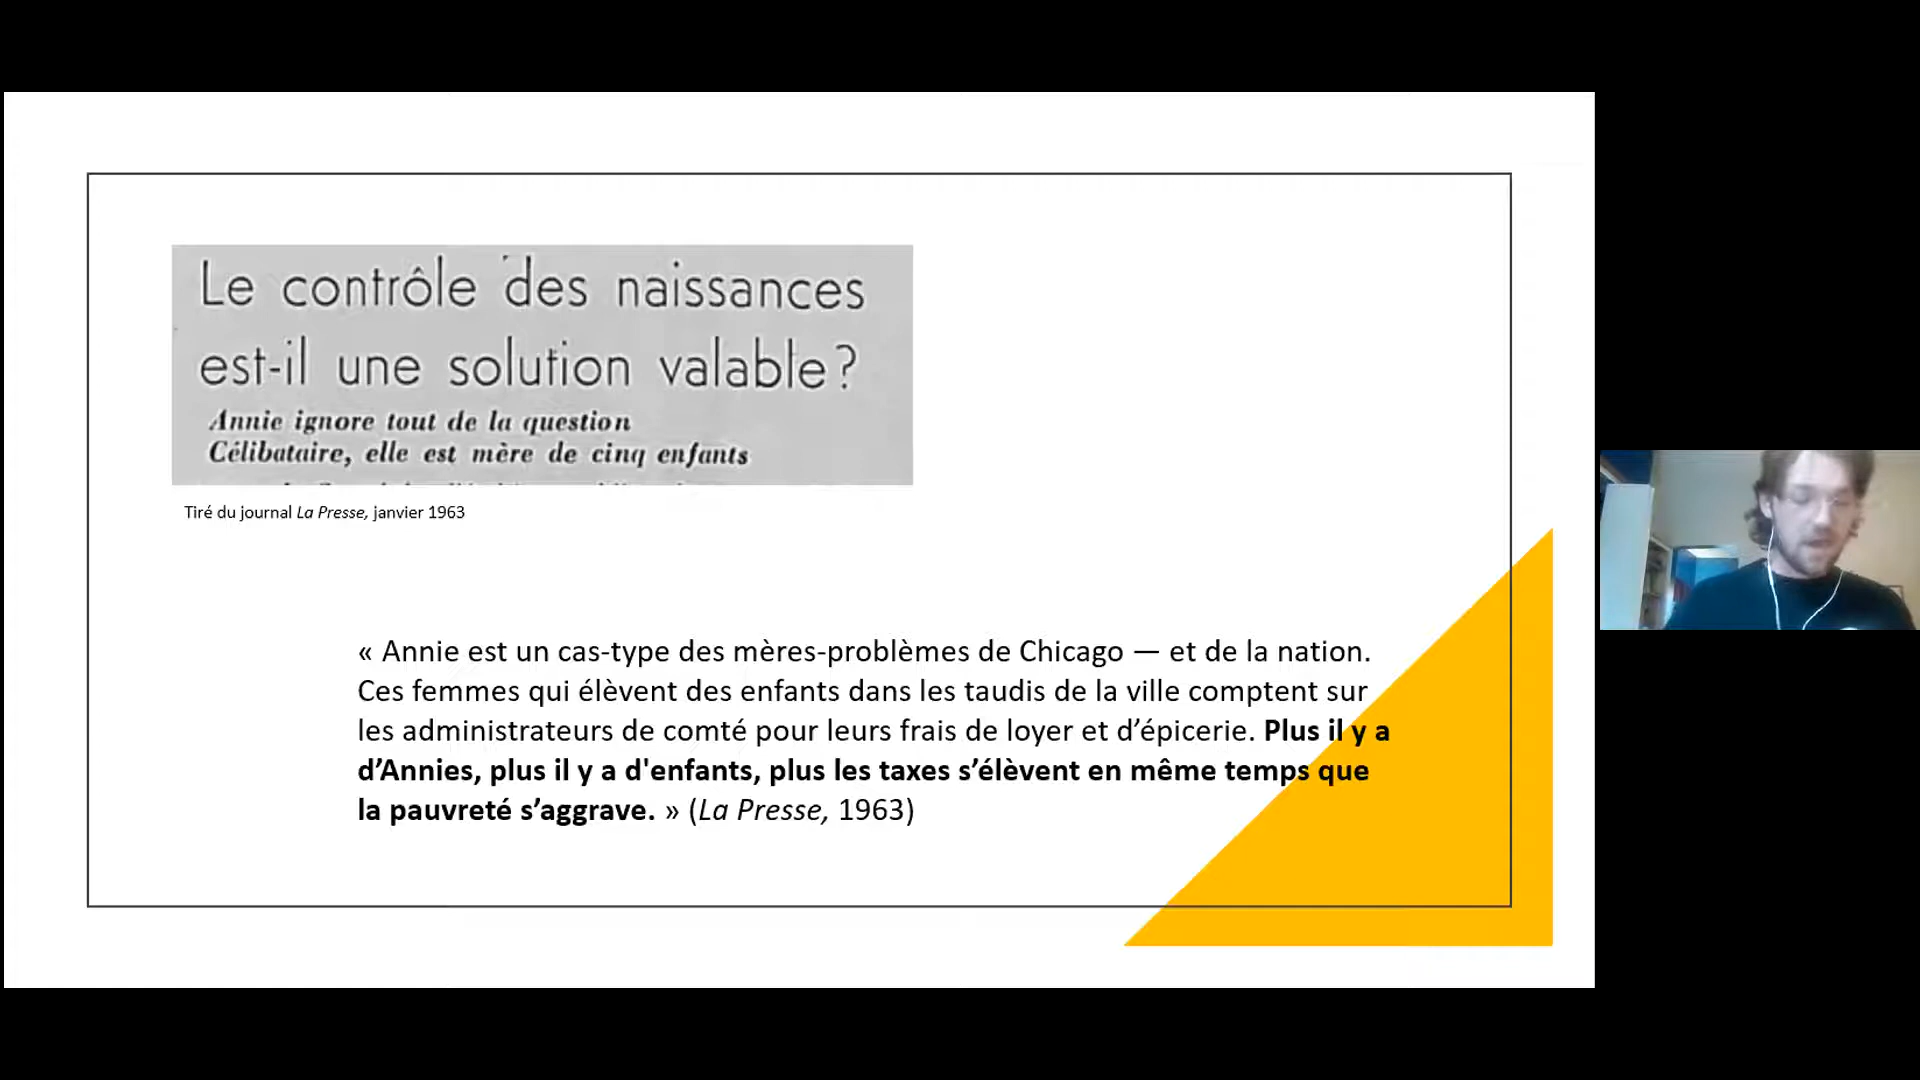 Le contrôle des naissances
est-il une solution valable?
Annie ignore tout de la question
Célibataire, elle est mère de cinq enfants
Tiré du journal La Presse, janvier 1963
« Annie est un cas-type des mères-problèmes de Chicago — et de la nation.
Ces femmes qui élèvent des enfants dans les taudis de la ville comptent sur
les administrateurs de comté pour leurs frais de loyer et d’épicerie. Plus il y a
d’Annies, plus il y a d'enfants, plus les taxes s’élèvent en même temps que
la pauvreté s’aggrave. » (La Presse, 1963)